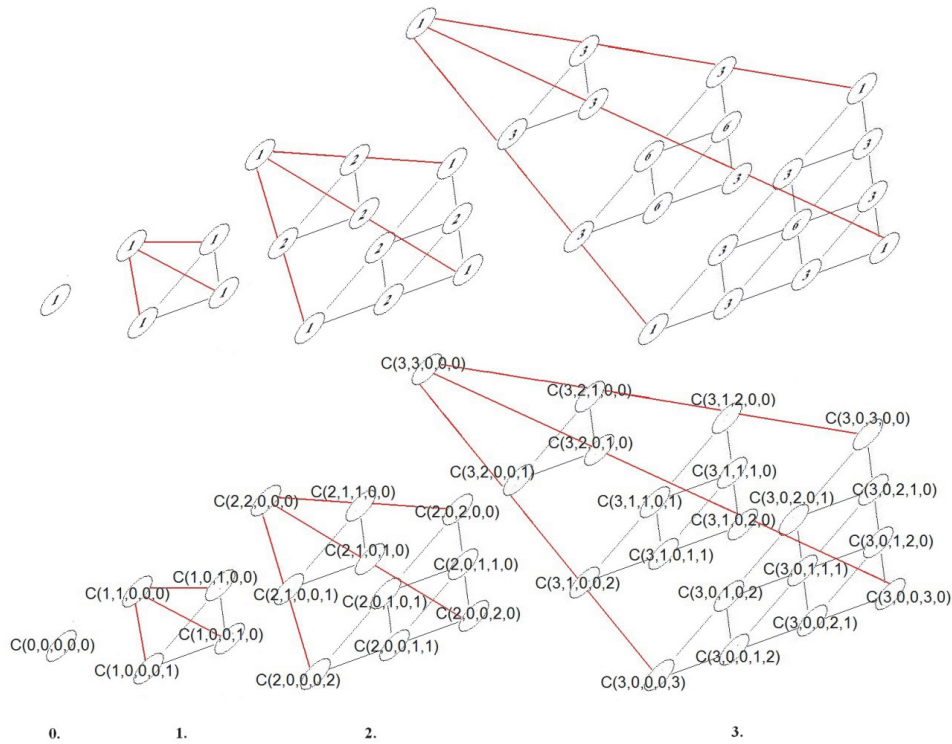 1
3
3
1
3
3 6
3
1 2 1 6
3 3
3
2 2 6
6
1 1 2 2 3 3 1
1 3
1 1 2 3
1 1 1
C(3,3,0,0,0)
C(3,2,1,0,0) C(3,1,2,0,0)
C(3,0,3,0,0)
C(3,2,0,1,0)
C(3,2,0,0,1) C(3,1,1,1,0)
C(2,2,0,0,0) C(2,1,1,0,0) C(3,1,1,0,1) C(3,0,2,0,1) C(3,0,2,1,0)
C(2,0,2,0,0) C(3,1,0,2,0)
C(2,1,0,1,0) C(3,1,0,1,1) C(3,0,1,2,0)
C(1,1,0,0,0) C(1,0,1,0,0) C(2,1,0,0,1) C(2,0,1,1,0) C(3,1,0,0,2) C(3,0,1,1,1)
C(2,0,1,0,1) C(3,0,1,0,2) C(3,0,0,3,0)
C(0,0,0,0,0) C(1,0,0,1,0) C(2,0,0,1,1) C(2,0,0,2,0) C(3,0,0,2,1)
C(1,0,0,0,1) C(2,0,0,0,2) C(3,0,0,0,3) C(3,0,0,1,2)
0. 1. 2. 3.